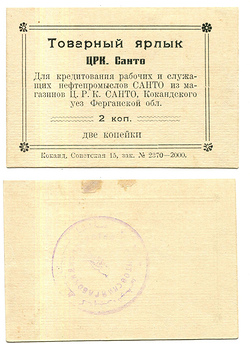 Товарный ярлык
ЦРК. Санто
Для кредитования рабочих и служа-
щих нефтепромыслов САНТО из ма-
газинов Ц. Р. К. САНТО, Кокандского
уез Ферганской обл.
2 коп.
две копейки
Коканд, Советская 15, зак. № 2370—2000.